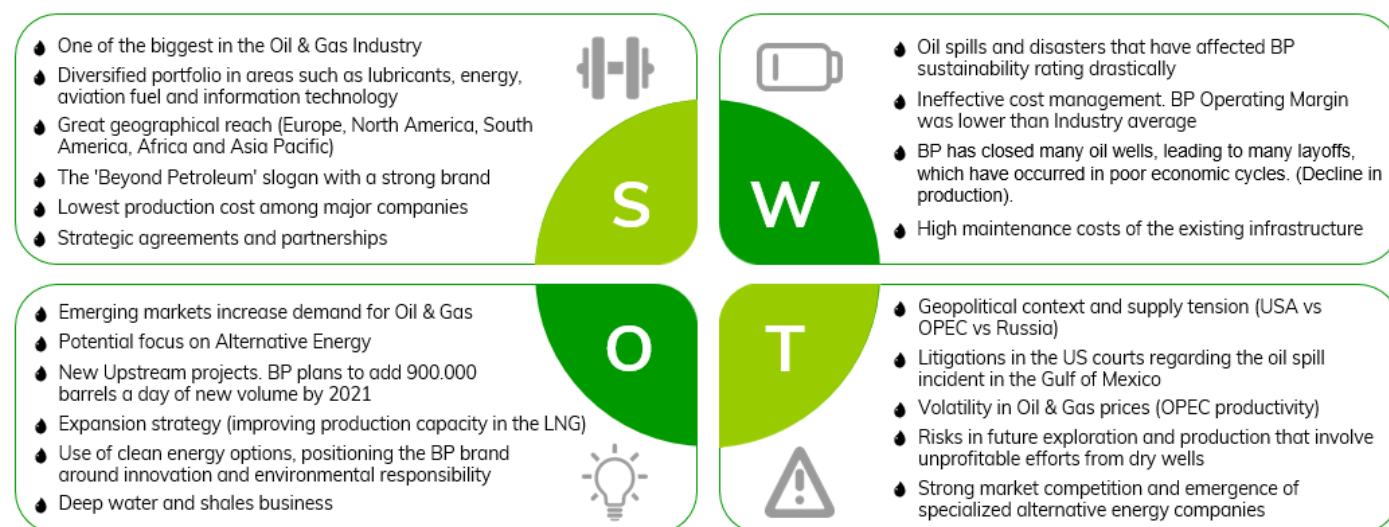 One of the biggest in the Oil & Gas Industry
Diversified portfolio in areas such as lubricants, energy,
aviation fuel and information technology
Great geographical reach (Europe, North America, South
America, Africa and Asia Pacific)
The 'Beyond Petroleum' slogan with a strong brand
Lowest production cost among major companies
Strategic agreements and partnerships
S
W
Oil spills and disasters that have affected BP
sustainability rating drastically
Ineffective cost management. BP Operating Margin
was lower than Industry average
BP has closed many oil wells, leading to many layoffs,
which have occurred in poor economic cycles. (Decline in
production).
High maintenance costs of the existing infrastructure
Emerging markets increase demand for Oil & Gas
Potential focus on Alternative Energy
New Upstream projects. BP plans to add 900.000
barrels a day of new volume by 2021
Expansion strategy (improving production capacity in the LNG)
Use of clean energy options, positioning the BP brand
around innovation and environmental responsibility
Deep water and shales business
O
T
Geopolitical context and supply tension (USA vs
OPEC vs Russia)
Litigations in the US courts regarding the oil spill
incident in the Gulf of Mexico
Volatility in Oil & Gas prices (OPEC productivity)
Risks in future exploration and production that involve
unprofitable efforts from dry wells
Strong market competition and emergence of
specialized alternative energy companies